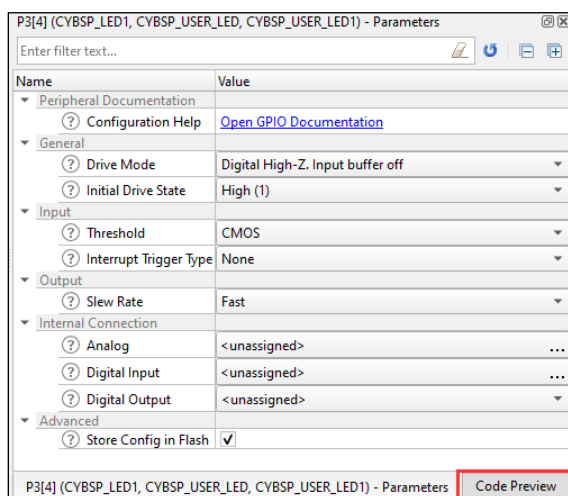 P3[4] (CYBSP_LED1, CYBSP_USER_LED, CYBSP_USER_LED1) - Parameters
Enter filter text...
Name Value
Peripheral Documentation
? Configuration Help Open GPIO Documentation
General
? Drive Mode Digital High-Z. Input buffer off
? Initial Drive State High (1)
Input
? Threshold CMOS
? Interrupt Trigger Type None
Output
? Slew Rate Fast
Internal Connection
? Analog <unassigned> ...
? Digital Input <unassigned> ...
? Digital Output <unassigned>
Advanced
? Store Config in Flash
P3[4] (CYBSP_LED1, CYBSP_USER_LED, CYBSP_USER_LED1) - Parameters Code Preview